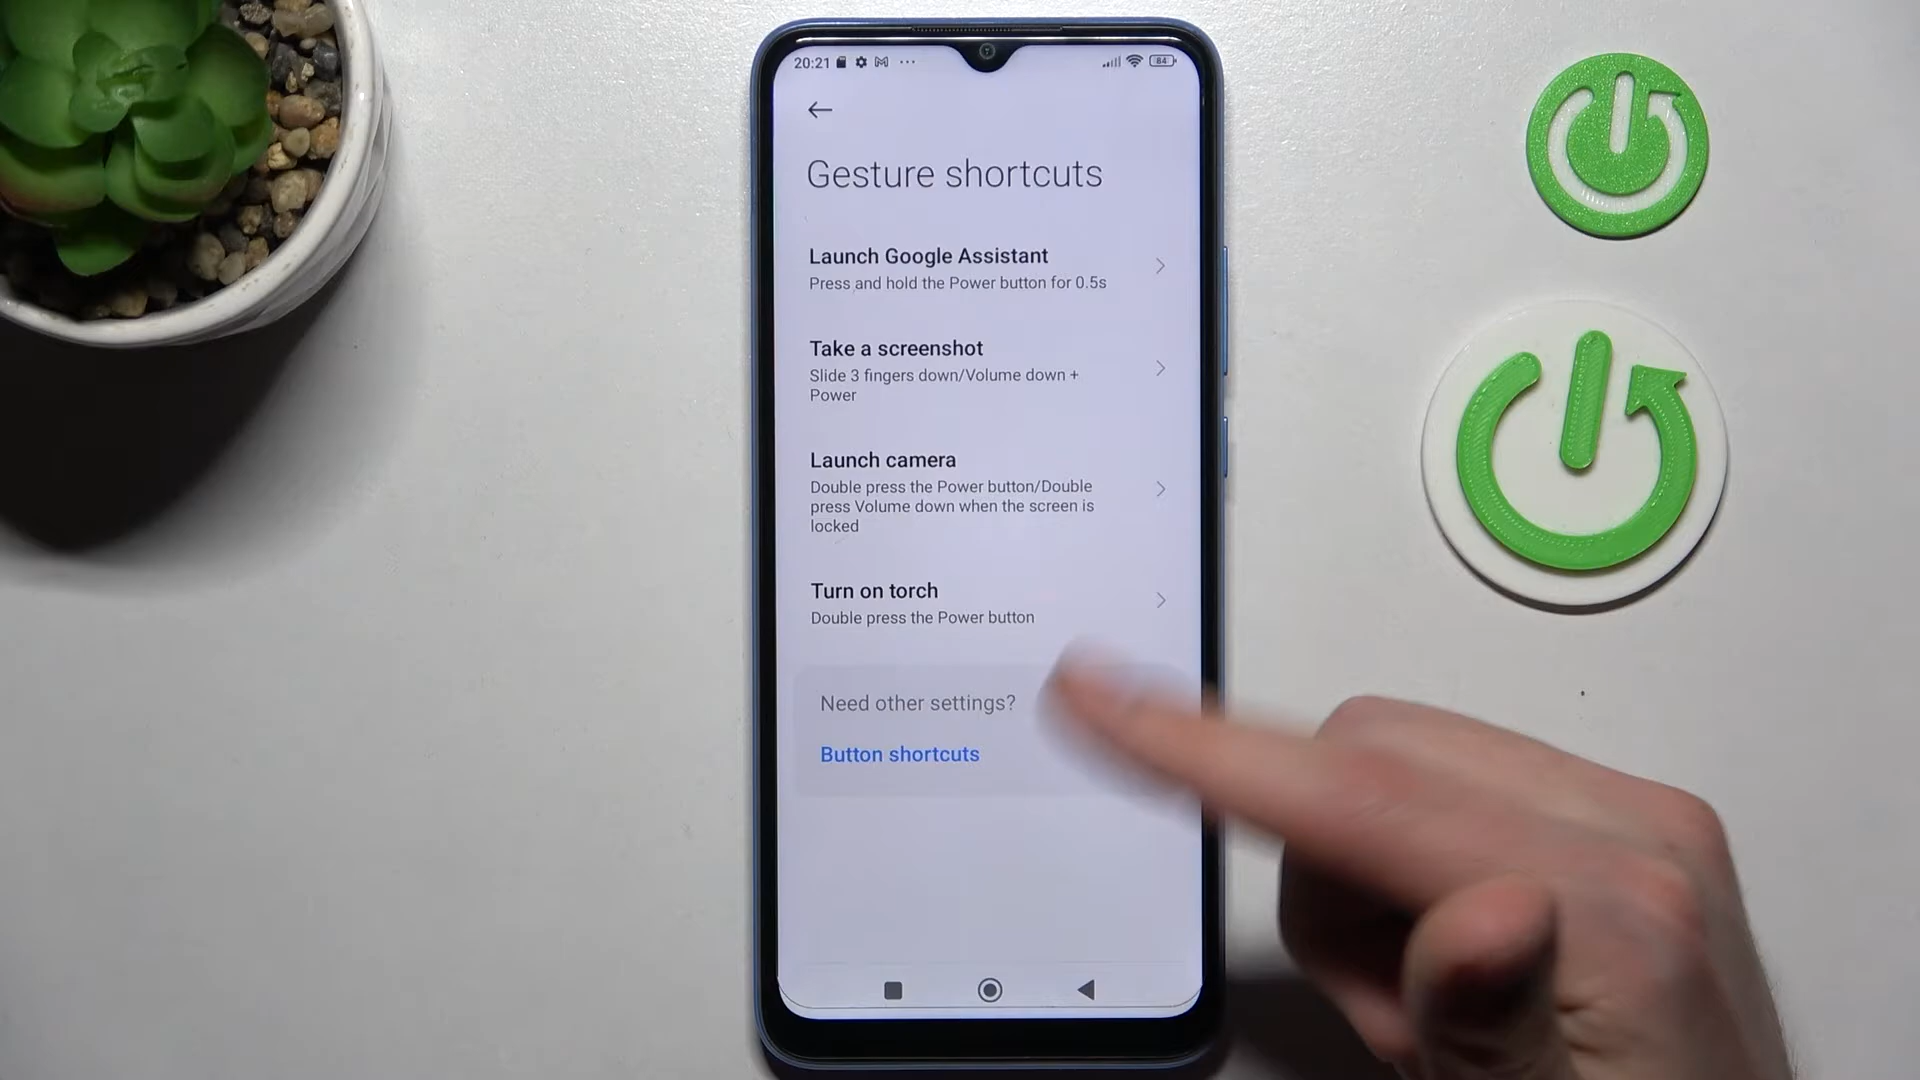 20:21
84
Gesture shortcuts
Launch Google Assistant
Press and hold the Power button for 0.5s
Take a screenshot
Slide 3 fingers down/Volume down +
Power
Launch camera
Double press the Power button/Double
press Volume down when the screen is
locked
Turn on torch
Double press the Power button
Need other settings?
Button shortcuts